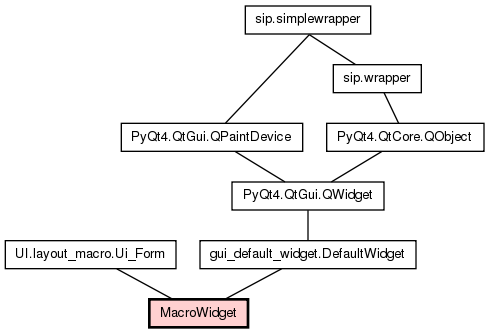 sip.simplewrapper
sip.wrapper
PyQt4.QtGui.QPaintDevice
PyQt4.QtCore.QObject
PyQt4.QtGui.QWidget
UI.layout_macro.Ui_Form
gui_default_widget.DefaultWidget
MacroWidget